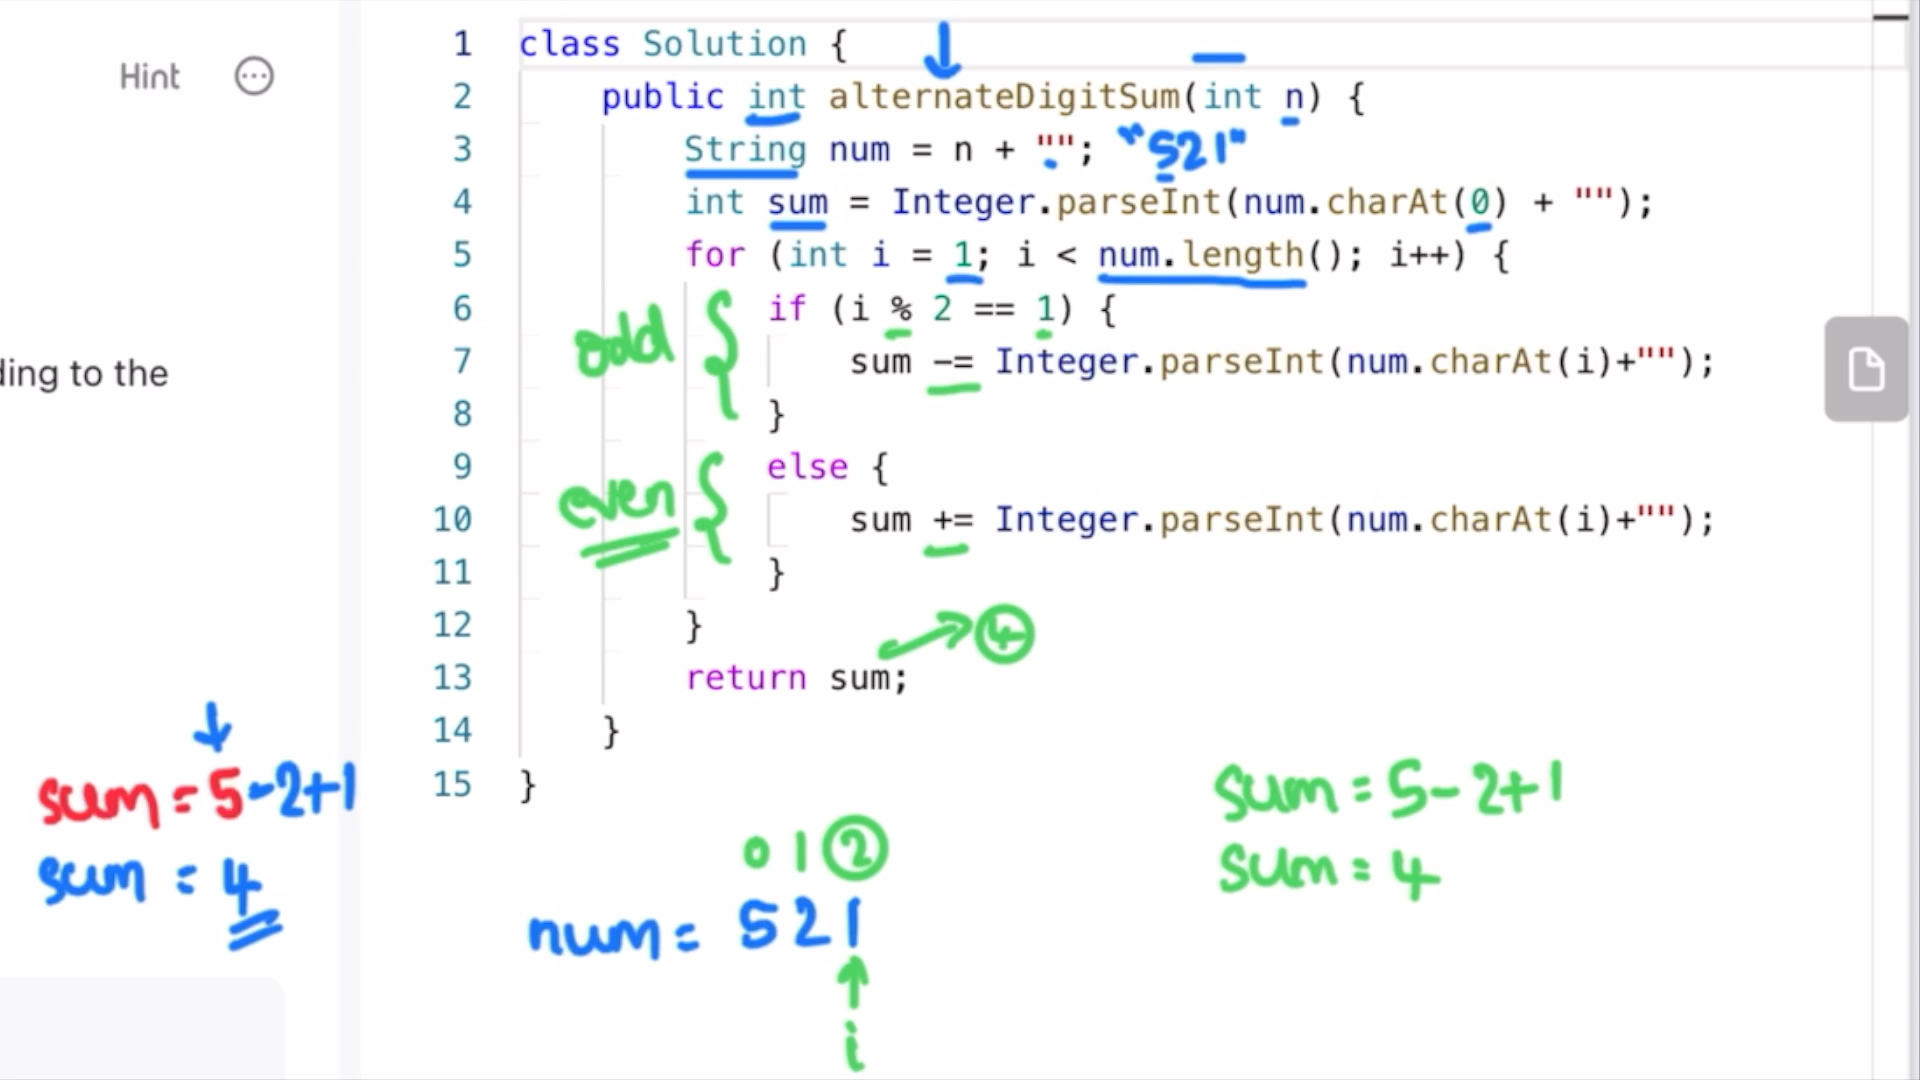 Hint
ding to the
1 class Solution {
2 public int alternateDigitSum(int n) {
3 String num = n + ""; "521"
4 int sum = Integer.parseInt(num.charAt(0) + "");
5 for (int i = 1; i < num.length(); i++) {
6 if (i % 2 == 1) {
odd
7 sum -= Integer.parseInt(num.charAt(i)+"");
8 }
9 else {
even
10 sum += Integer.parseInt(num.charAt(i)+"");
11 }
12 }
4
13 return sum;
14 }
15 }
sum = 5-2+1
sum = 4
0 1 2
num = 521
i
sum = 5-2+1
sum = 4